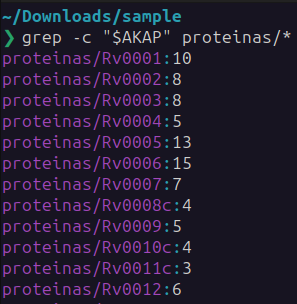 ~/Downloads/sample
❯ grep -c "$AKAP" proteinas/*
proteinas/Rv0001:10
proteinas/Rv0002:8
proteinas/Rv0003:8
proteinas/Rv0004:5
proteinas/Rv0005:13
proteinas/Rv0006:15
proteinas/Rv0007:7
proteinas/Rv0008c:4
proteinas/Rv0009:5
proteinas/Rv0010c:4
proteinas/Rv0011c:3
proteinas/Rv0012:6